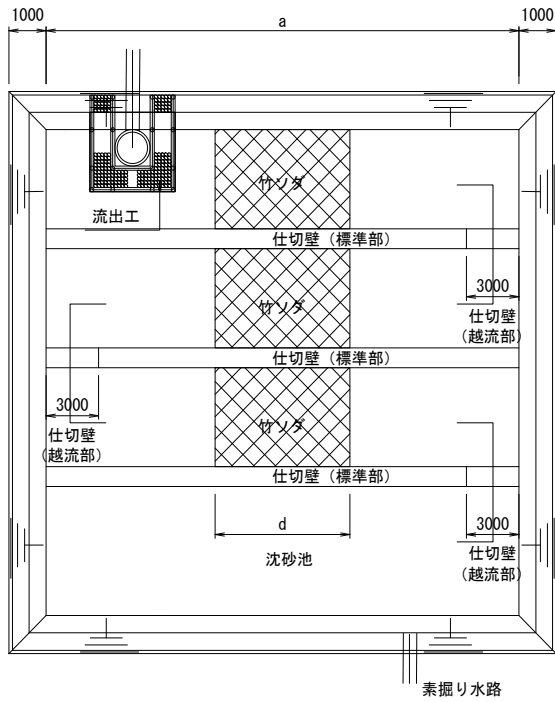 1000
a
1000
竹ソダ
流出工
仕切壁（標準部）
3000
仕切壁
（越流部）
竹ソダ
仕切壁（標準部）
3000
仕切壁
（越流部）
竹ソダ
仕切壁（標準部）
d
3000
仕切壁
（越流部）
沈砂池
素掘り水路